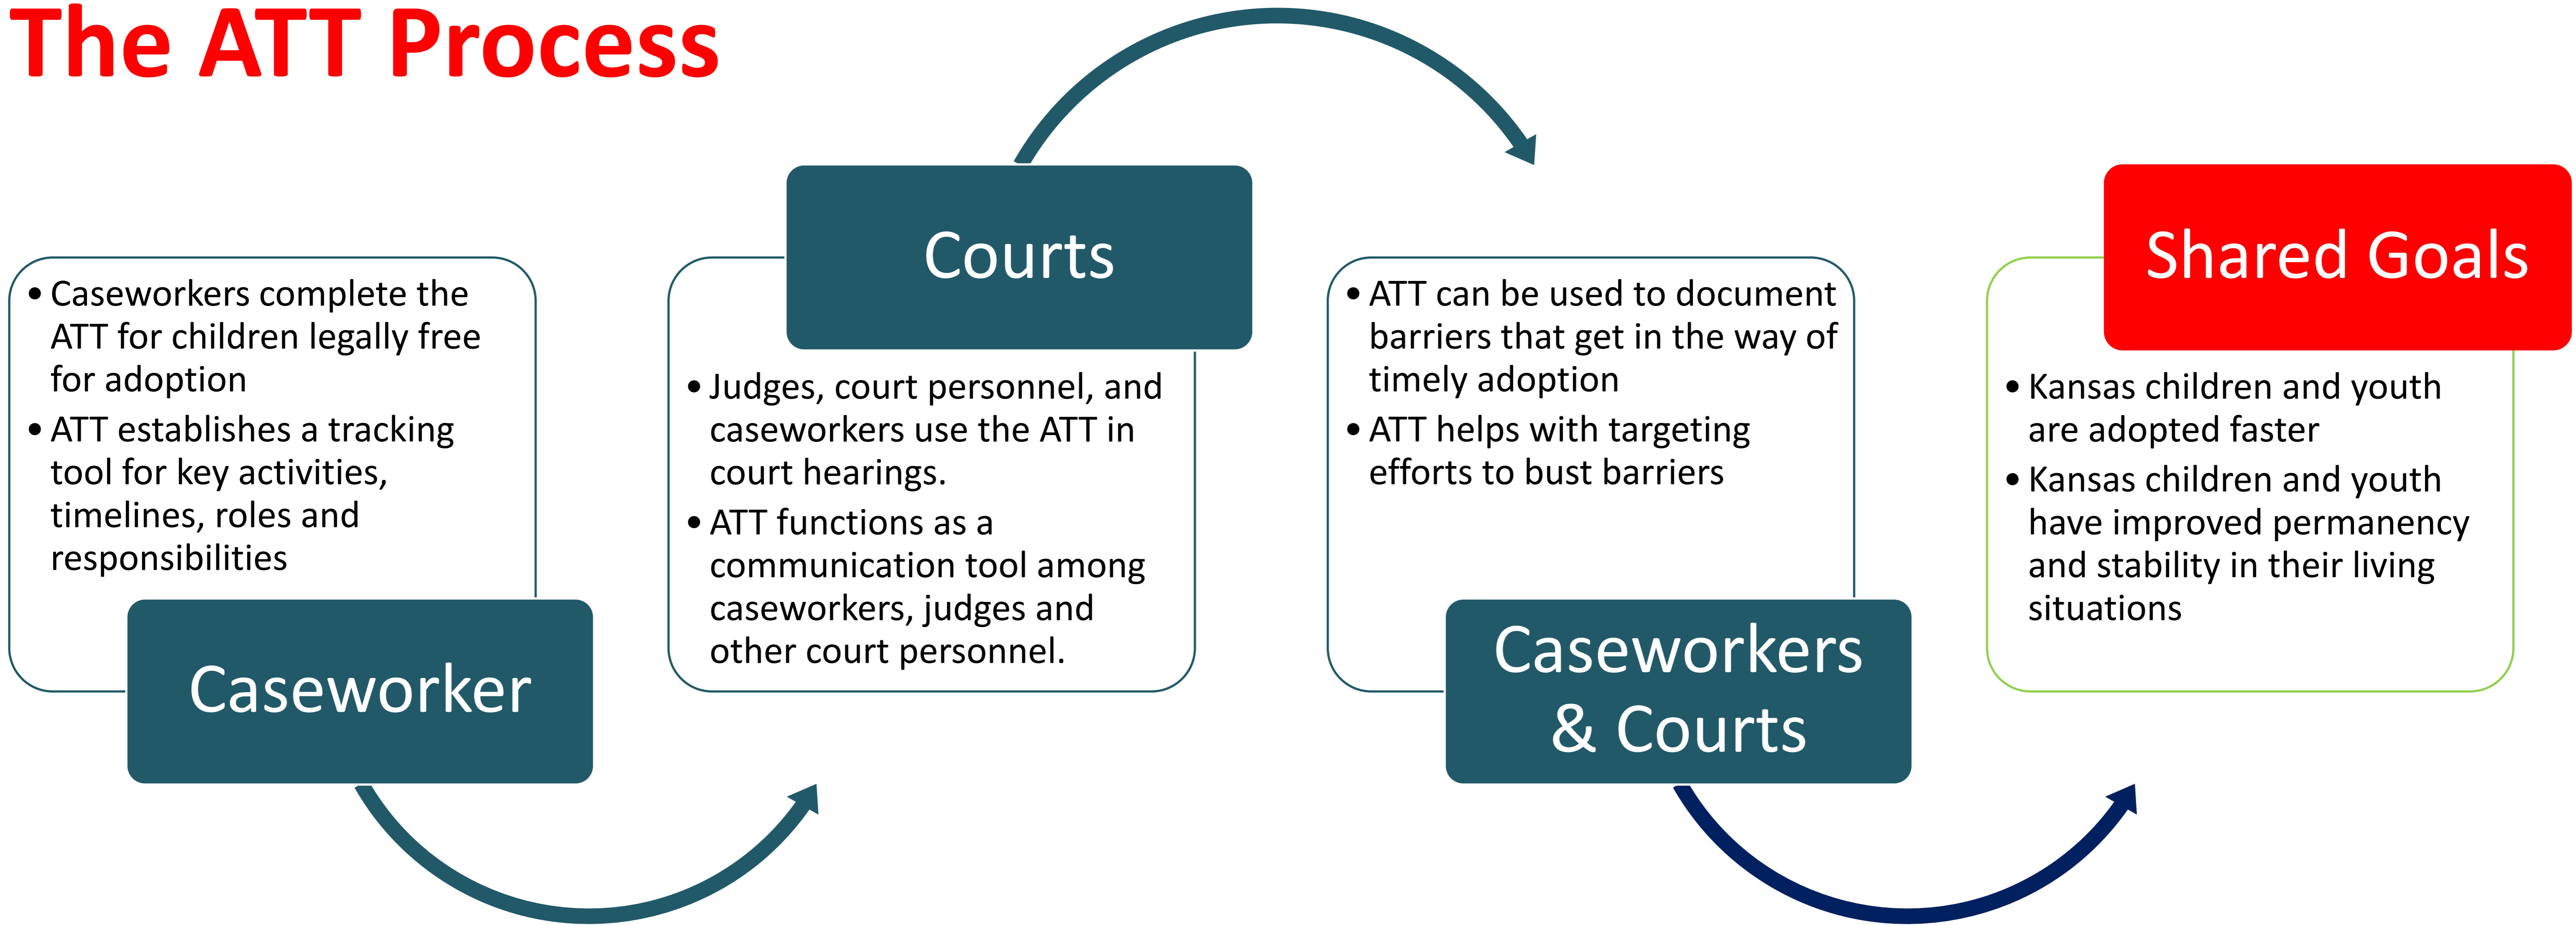 The ATT Process
• Caseworkers complete the
ATT for children legally free
for adoption
• ATT establishes a tracking
tool for key activities,
timelines, roles and
responsibilities
Caseworker
Courts
• Judges, court personnel, and
caseworkers use the ATT in
court hearings.
• ATT functions as a
communication tool among
caseworkers, judges and
other court personnel.
• ATT can be used to document
barriers that get in the way of
timely adoption
• ATT helps with targeting
efforts to bust barriers
Caseworkers
& Courts
Shared Goals
• Kansas children and youth
are adopted faster
• Kansas children and youth
have improved permanency
and stability in their living
situations